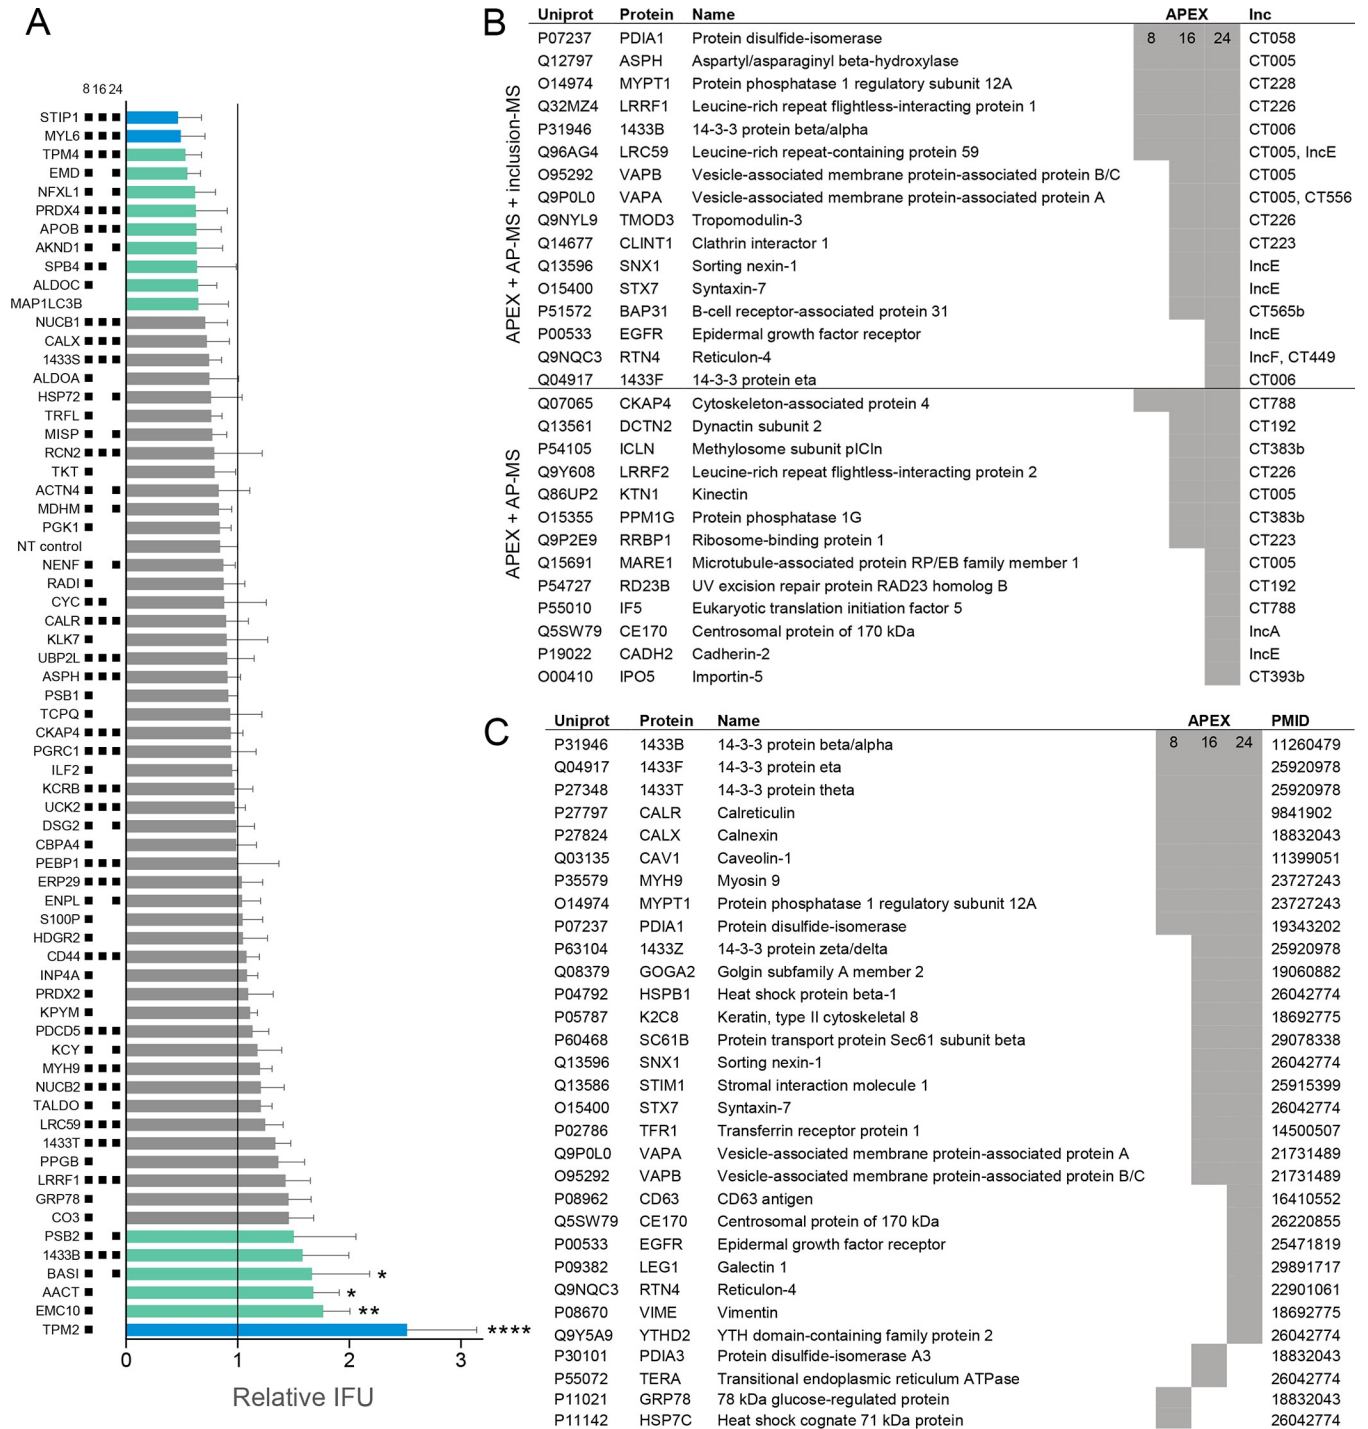 A
8 16 24
STIP1
MYL6
TPM4
EMD
NFXL1
PRDX4
APOB
AKND1
SPB4
ALDOC
MAP1LC3B
NUCB1
CALX
1433S
ALDOA
HSP72
TRFL
MISP
RCN2
TKT
ACTN4
MDHM
PGK1
NT control
NENF
RADI
CYC
CALR
KLK7
UBP2L
ASPH
PSB1
TCPQ
CKAP4
PGRC1
ILF2
KCRB
UCK2
DSG2
CBPA4
PEBP1
ERP29
ENPL
S100P
HDGR2
CD44
INP4A
PRDX2
KPYM
PDCD5
KCY
MYH9
NUCB2
TALDO
LRC59
1433T
PPGB
LRRF1
GRP78
CO3
PSB2
1433B
BASI *
AACT *
EMC10 **
TPM2 ****
0 1 2 3
Relative IFU
B
Uniprot Protein Name APEX Inc
APEX + AP-MS + inclusion-MS
P07237 PDIA1 Protein disulfide-isomerase 8 16 24 CT058
Q12797 ASPH Aspartyl/asparaginyl beta-hydroxylase CT005
O14974 MYPT1 Protein phosphatase 1 regulatory subunit 12A CT228
Q32MZ4 LRRF1 Leucine-rich repeat flightless-interacting protein 1 CT226
P31946 1433B 14-3-3 protein beta/alpha CT006
Q96AG4 LRC59 Leucine-rich repeat-containing protein 59 CT005, IncE
O95292 VAPB Vesicle-associated membrane protein-associated protein B/C CT005
Q9P0L0 VAPA Vesicle-associated membrane protein-associated protein A CT005, CT556
Q9NYL9 TMOD3 Tropomodulin-3 CT226
Q14677 CLINT1 Clathrin interactor 1 CT223
Q13596 SNX1 Sorting nexin-1 IncE
O15400 STX7 Syntaxin-7 IncE
P51572 BAP31 B-cell receptor-associated protein 31 CT565b
P00533 EGFR Epidermal growth factor receptor IncE
Q9NQC3 RTN4 Reticulon-4 IncF, CT449
Q04917 1433F 14-3-3 protein eta CT006
APEX + AP-MS
Q07065 CKAP4 Cytoskeleton-associated protein 4 CT788
Q13561 DCTN2 Dynactin subunit 2 CT192
P54105 ICLN Methylosome subunit pICln CT383b
Q9Y608 LRRF2 Leucine-rich repeat flightless-interacting protein 2 CT226
Q86UP2 KTN1 Kinectin CT005
O15355 PPM1G Protein phosphatase 1G CT383b
Q9P2E9 RRBP1 Ribosome-binding protein 1 CT223
Q15691 MARE1 Microtubule-associated protein RP/EB family member 1 CT005
P54727 RD23B UV excision repair protein RAD23 homolog B CT192
P55010 IF5 Eukaryotic translation initiation factor 5 CT788
Q5SW79 CE170 Centrosomal protein of 170 kDa IncA
P19022 CADH2 Cadherin-2 IncE
O00410 IPO5 Importin-5 CT393b
C
Uniprot Protein Name APEX PMID
P31946 1433B 14-3-3 protein beta/alpha 8 16 24 11260479
Q04917 1433F 14-3-3 protein eta 25920978
P27348 1433T 14-3-3 protein theta 25920978
P27797 CALR Calreticulin 9841902
P27824 CALX Calnexin 18832043
Q03135 CAV1 Caveolin-1 11399051
P35579 MYH9 Myosin 9 23727243
O14974 MYPT1 Protein phosphatase 1 regulatory subunit 12A 23727243
P07237 PDIA1 Protein disulfide-isomerase 19343202
P63104 1433Z 14-3-3 protein zeta/delta 25920978
Q08379 GOGA2 Golgin subfamily A member 2 19060882
P04792 HSPB1 Heat shock protein beta-1 26042774
P05787 K2C8 Keratin, type II cytoskeletal 8 18692775
P60468 SC61B Protein transport protein Sec61 subunit beta 29078338
Q13596 SNX1 Sorting nexin-1 26042774
Q13586 STIM1 Stromal interaction molecule 1 25915399
O15400 STX7 Syntaxin-7 26042774
P02786 TFR1 Transferrin receptor protein 1 14500507
Q9P0L0 VAPA Vesicle-associated membrane protein-associated protein A 21731489
O95292 VAPB Vesicle-associated membrane protein-associated protein B/C 21731489
P08962 CD63 CD63 antigen 16410552
Q5SW79 CE170 Centrosomal protein of 170 kDa 26220855
P00533 EGFR Epidermal growth factor receptor 25471819
P09382 LEG1 Galectin 1 29891717
Q9NQC3 RTN4 Reticulon-4 22901061
P08670 VIME Vimentin 18692775
Q9Y5A9 YTHD2 YTH domain-containing family protein 2 26042774
P30101 PDIA3 Protein disulfide-isomerase A3 18832043
P55072 TERA Transitional endoplasmic reticulum ATPase 26042774
P11021 GRP78 78 kDa glucose-regulated protein 18832043
P11142 HSP7C Heat shock cognate 71 kDa protein 26042774